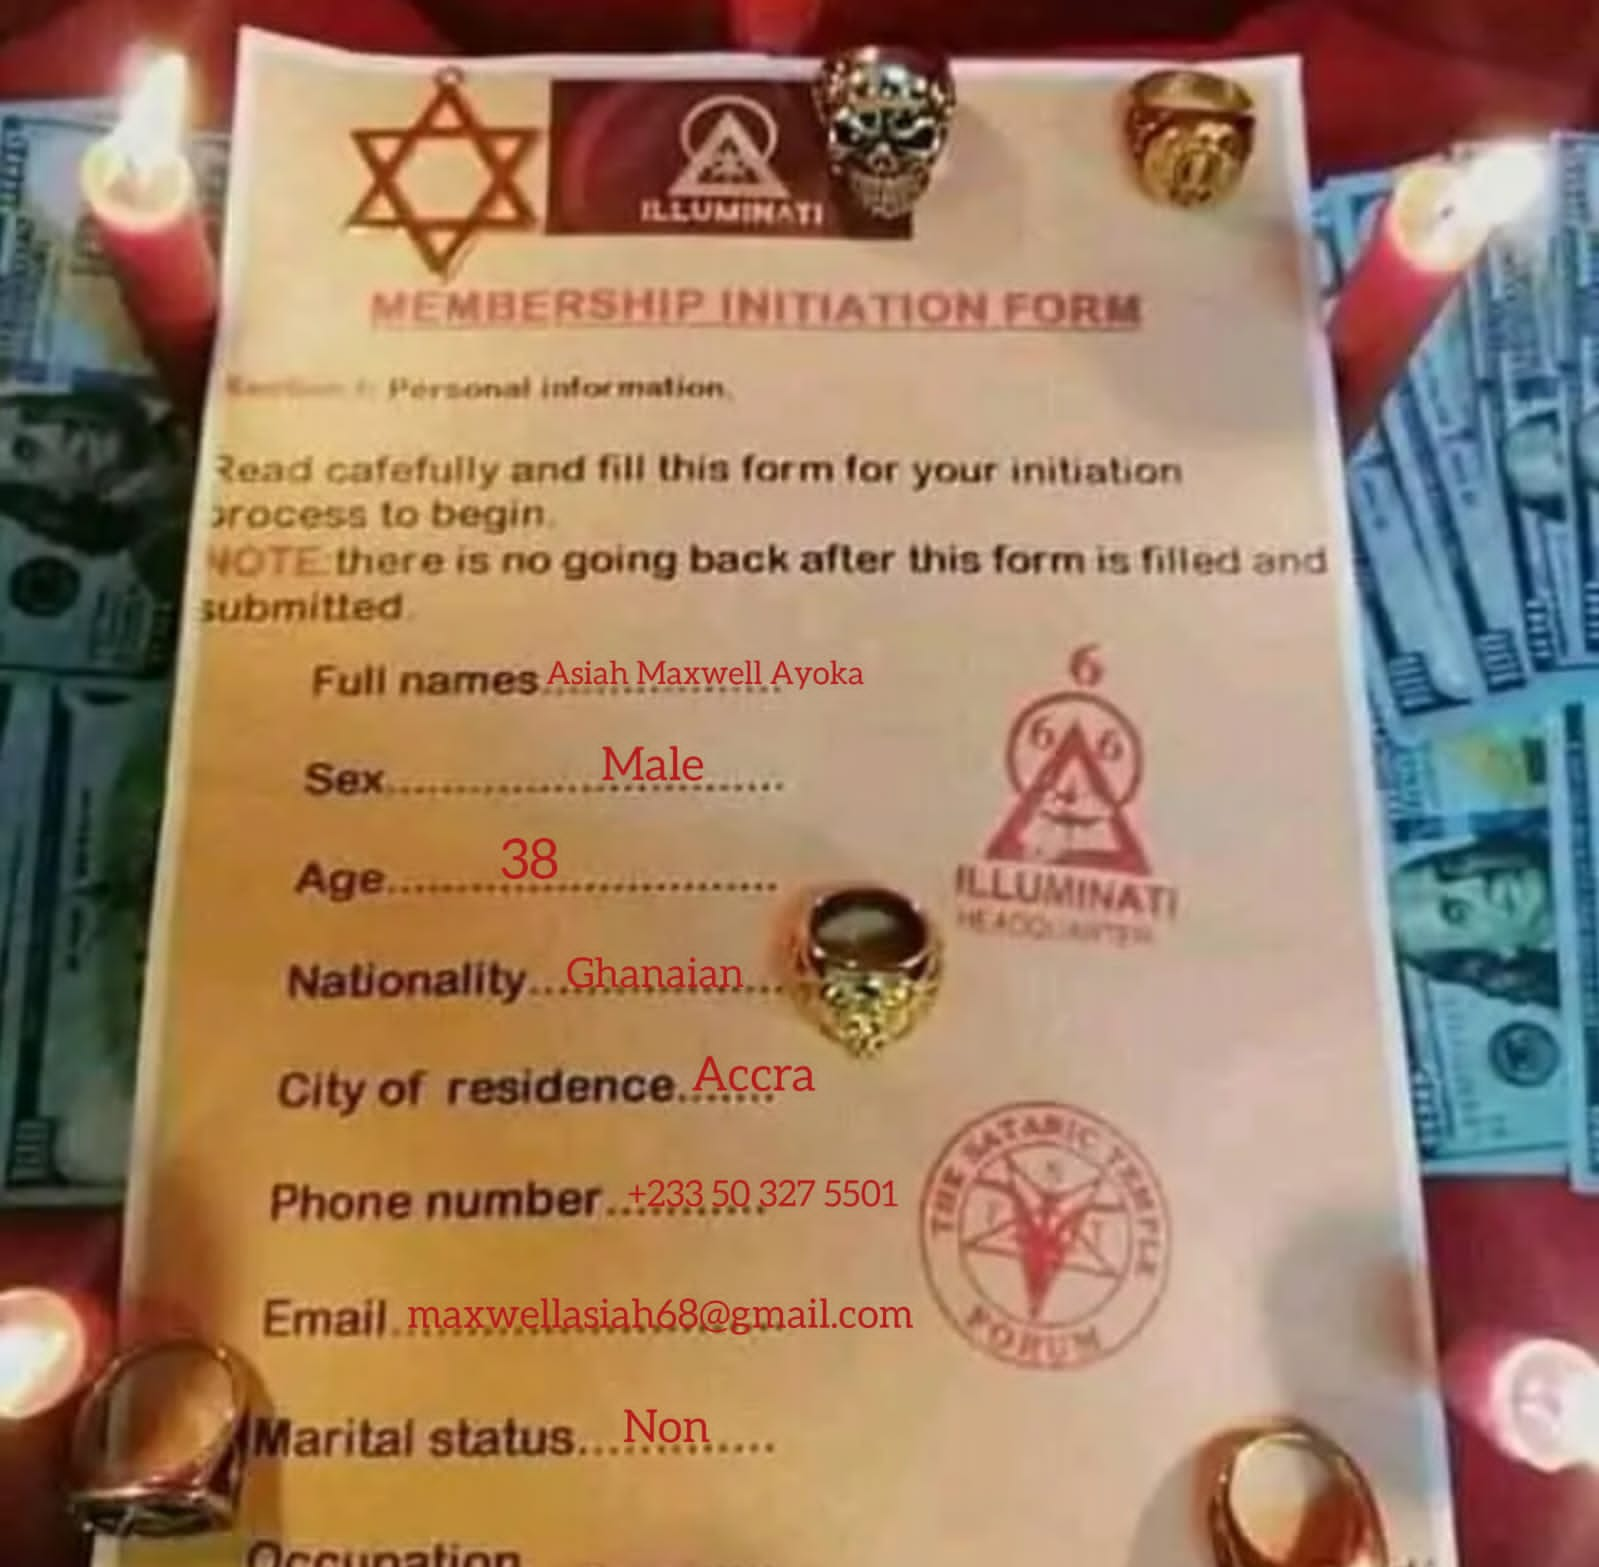 ILLUMINATI
MEMBERSHIP INITIATION FORM
Section 1: Personal information.
Read cafefully and fill this form for your initiation
process to begin.
NOTE:there is no going back after this form is filled and
submitted.
Full names Asiah Maxwell Ayoka
Sex Male
Age 38
Nationality Ghanaian
City of residence Accra
Phone number +233 50 327 5501
Email maxwellasiah68@gmail.com
Marital status Non
Occupation
6
6 6
ILLUMINATI
HEADQUARTER
THE SATANIC TEMPLE
FORUM